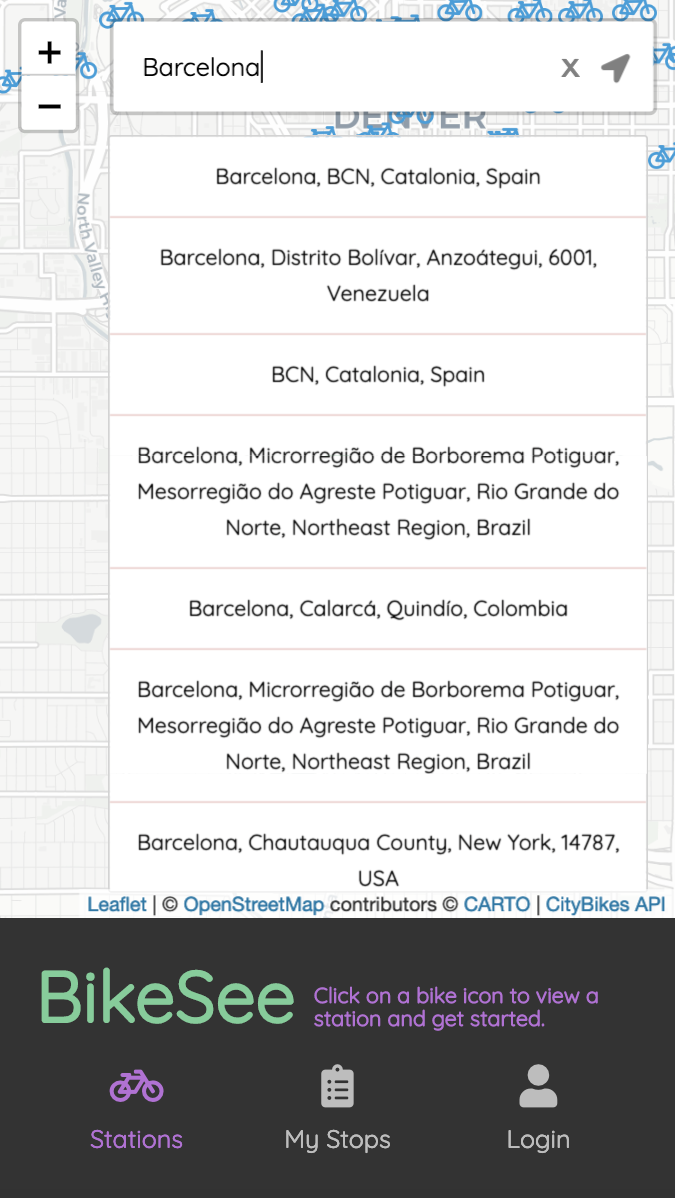 +
Barcelona
X
−
DENVER
Barcelona, BCN, Catalonia, Spain
North Valley
Barcelona, Distrito Bolívar, Anzoátegui, 6001,
Venezuela
BCN, Catalonia, Spain
Barcelona, Microrregião de Borborema Potiguar,
Mesorregião do Agreste Potiguar, Rio Grande do
Norte, Northeast Region, Brazil
Barcelona, Calarcá, Quindío, Colombia
Barcelona, Microrregião de Borborema Potiguar,
Mesorregião do Agreste Potiguar, Rio Grande do
Norte, Northeast Region, Brazil
Barcelona, Chautauqua County, New York, 14787,
USA
Leaflet | © OpenStreetMap contributors © CARTO | CityBikes API
BikeSee
Click on a bike icon to view a
station and get started.
Stations
My Stops
Login